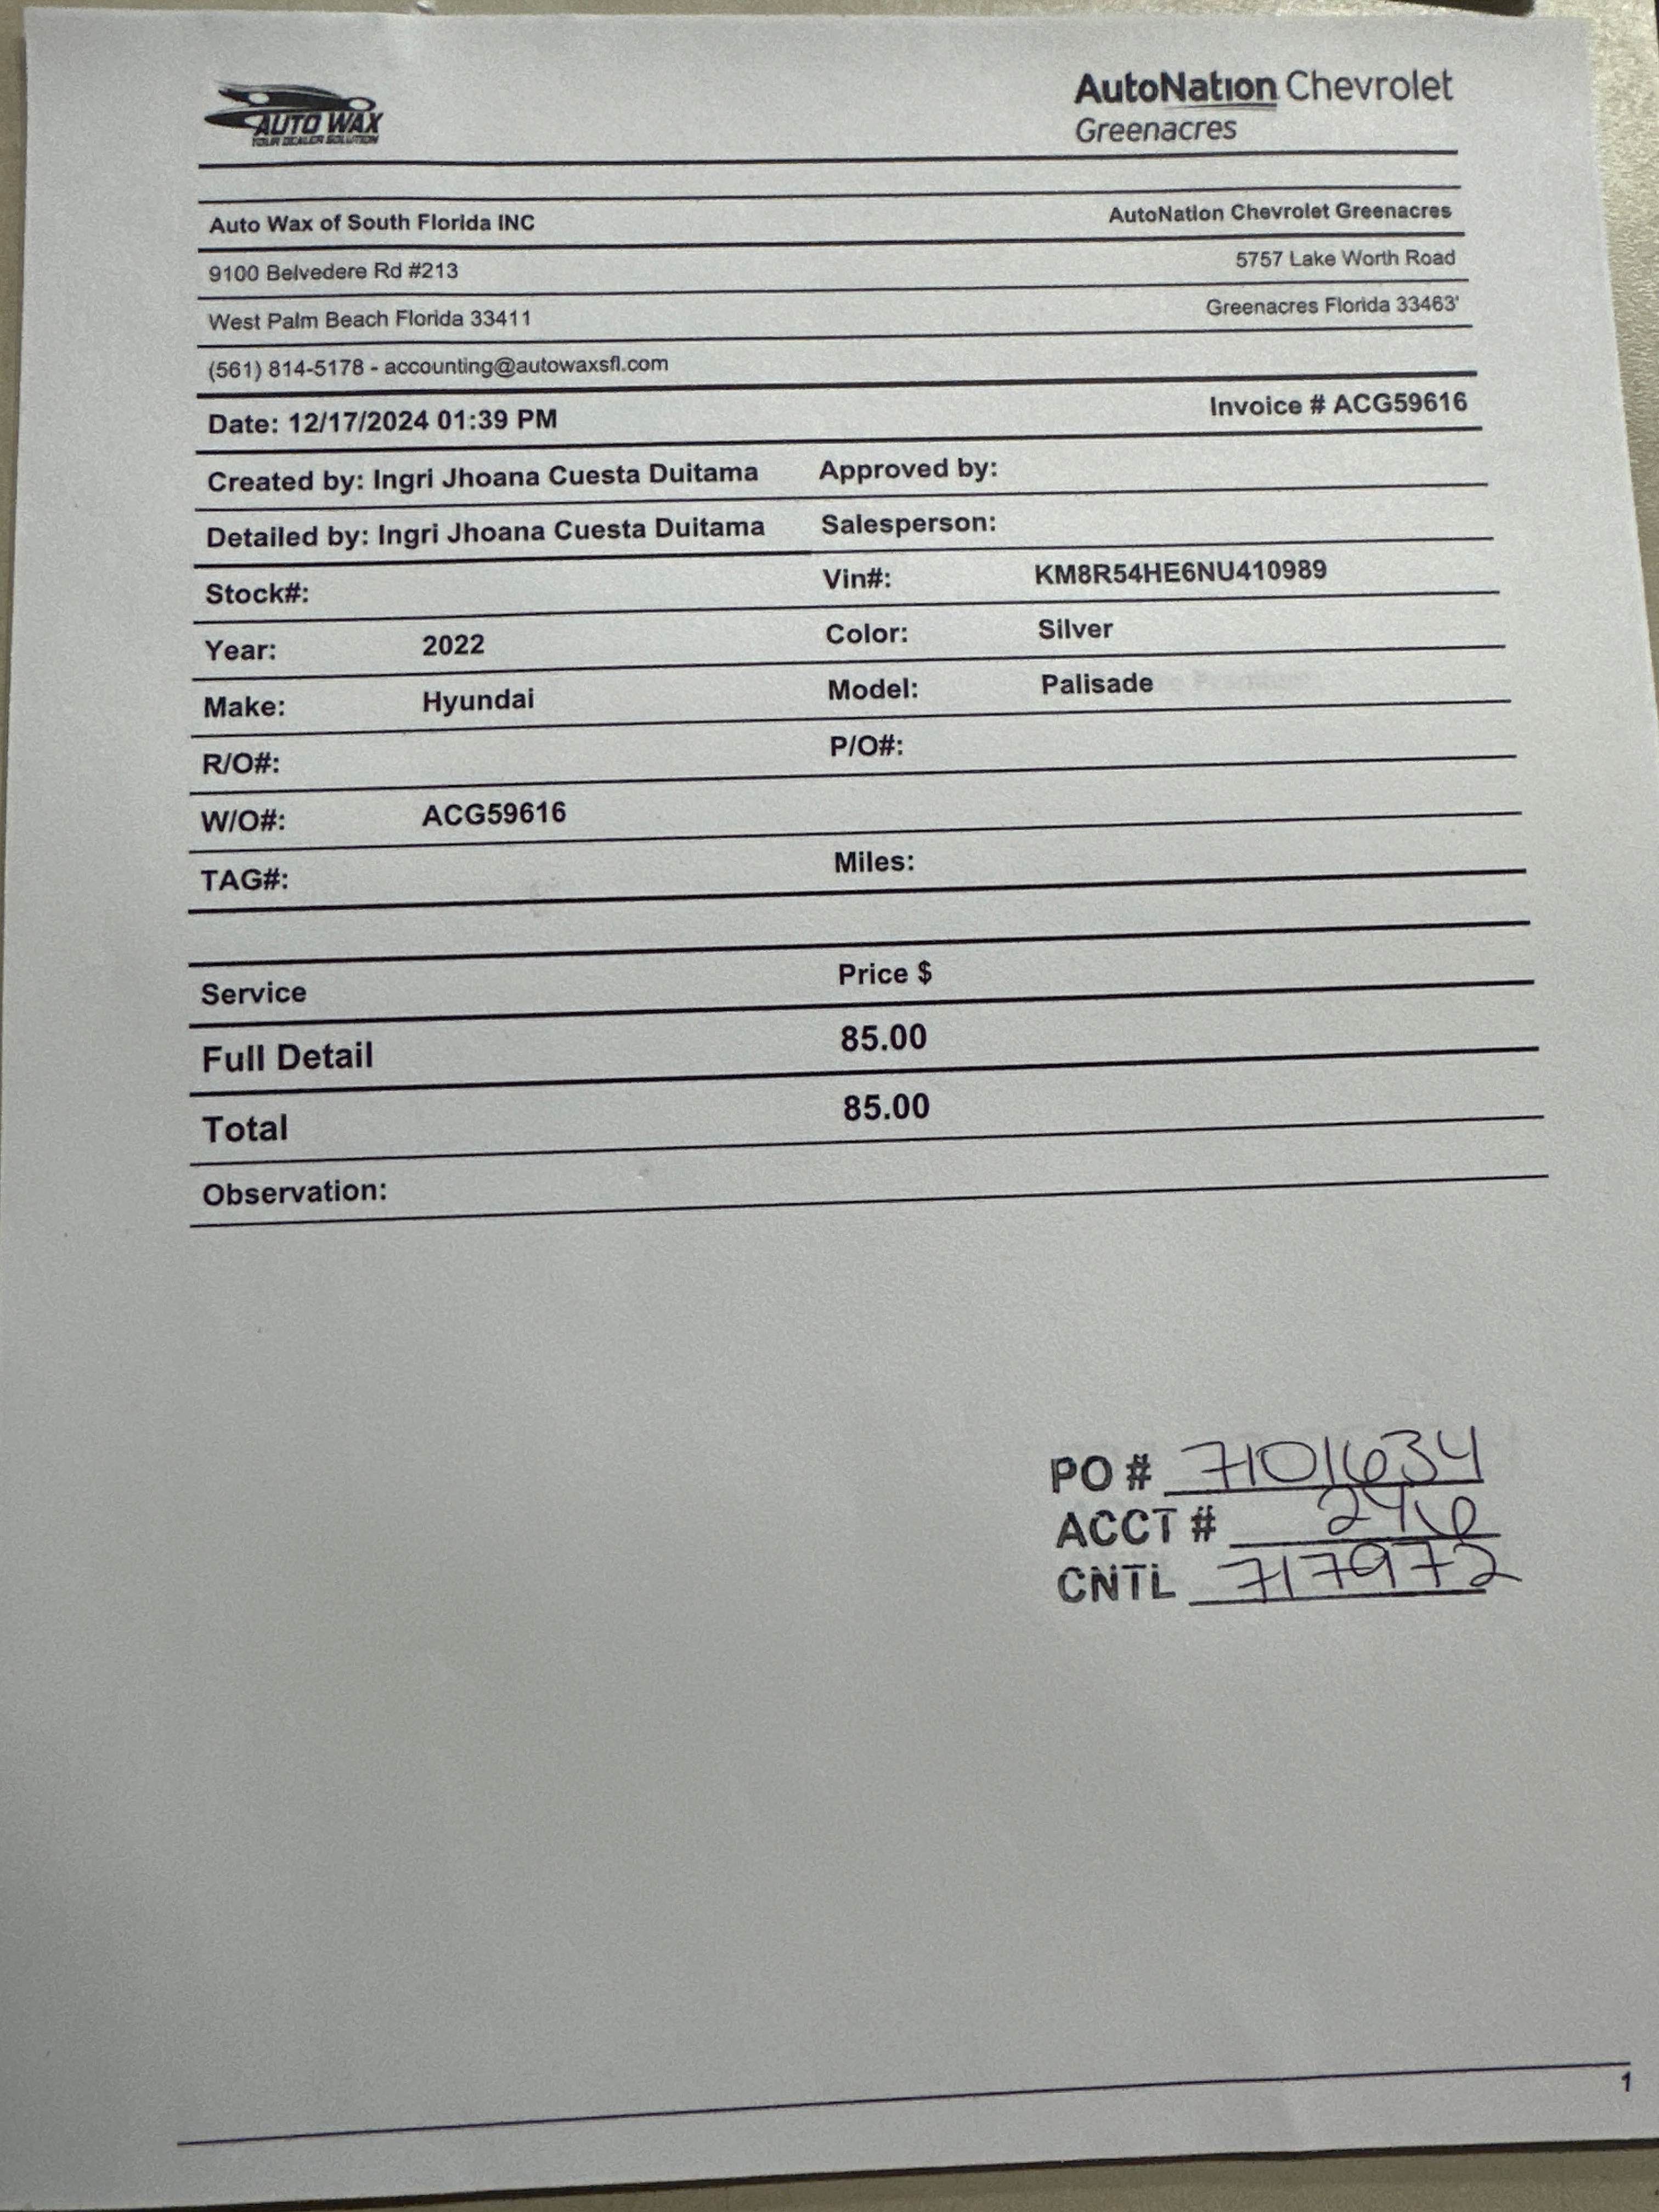 AUTO WAX
YOUR DEALER SOLUTION
AutoNation Chevrolet
Greenacres
Auto Wax of South Florida INC AutoNation Chevrolet Greenacres
9100 Belvedere Rd #213 5757 Lake Worth Road
West Palm Beach Florida 33411 Greenacres Florida 33463'
(561) 814-5178 - accounting@autowaxsfl.com
Date: 12/17/2024 01:39 PM Invoice # ACG59616
Created by: Ingri Jhoana Cuesta Duitama Approved by:
Detailed by: Ingri Jhoana Cuesta Duitama Salesperson:
Stock#: Vin#: KM8R54HE6NU410989
Year: 2022 Color: Silver
Make: Hyundai Model: Palisade
R/O#: P/O#:
W/O#: ACG59616
TAG#: Miles:
Service Price $
Full Detail 85.00
Total 85.00
Observation:
PO # 7101634
ACCT # 246
CNTL 717972
1